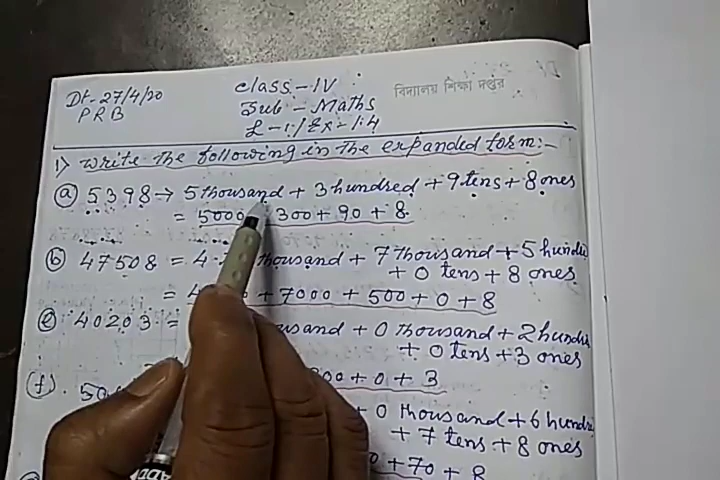 Dt.-27/4/20
PRB
Class-IV
Sub-Maths
L-1/Ex-1.4
বিদ্যালয় শিক্ষা দপ্তর
1) Write the following in the expanded form:-
(a) 5398 → 5 thousand + 3 hundred + 9 tens + 8 ones
= 5000 300 + 90 + 8.
(b) 47508 = 4 thousand + 7 thousand + 5 hundre
+ 0 tens + 8 ones
= 4 + 7000 + 500 + 0 + 8
(e) 40203 = usand + 0 thousand + 2 hundre
+ 0 tens + 3 ones
00 + 0 + 3
(f). 50 + 0 thousand + 6 hundre
+ 7 tens + 8 ones
+ 70 + 8